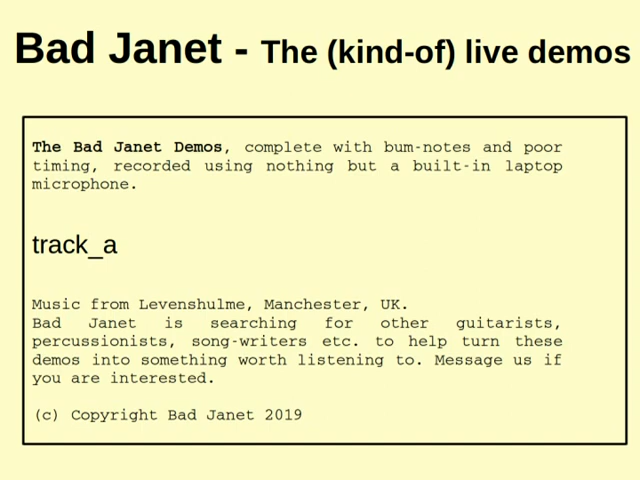 Bad Janet - The (kind-of) live demos
The Bad Janet Demos, complete with bum-notes and poor
timing, recorded using nothing but a built-in laptop
microphone.
track_a
Music from Levenshulme, Manchester, UK.
Bad Janet is searching for other guitarists,
percussionists, song-writers etc. to help turn these
demos into something worth listening to. Message us if
you are interested.
(c) Copyright Bad Janet 2019